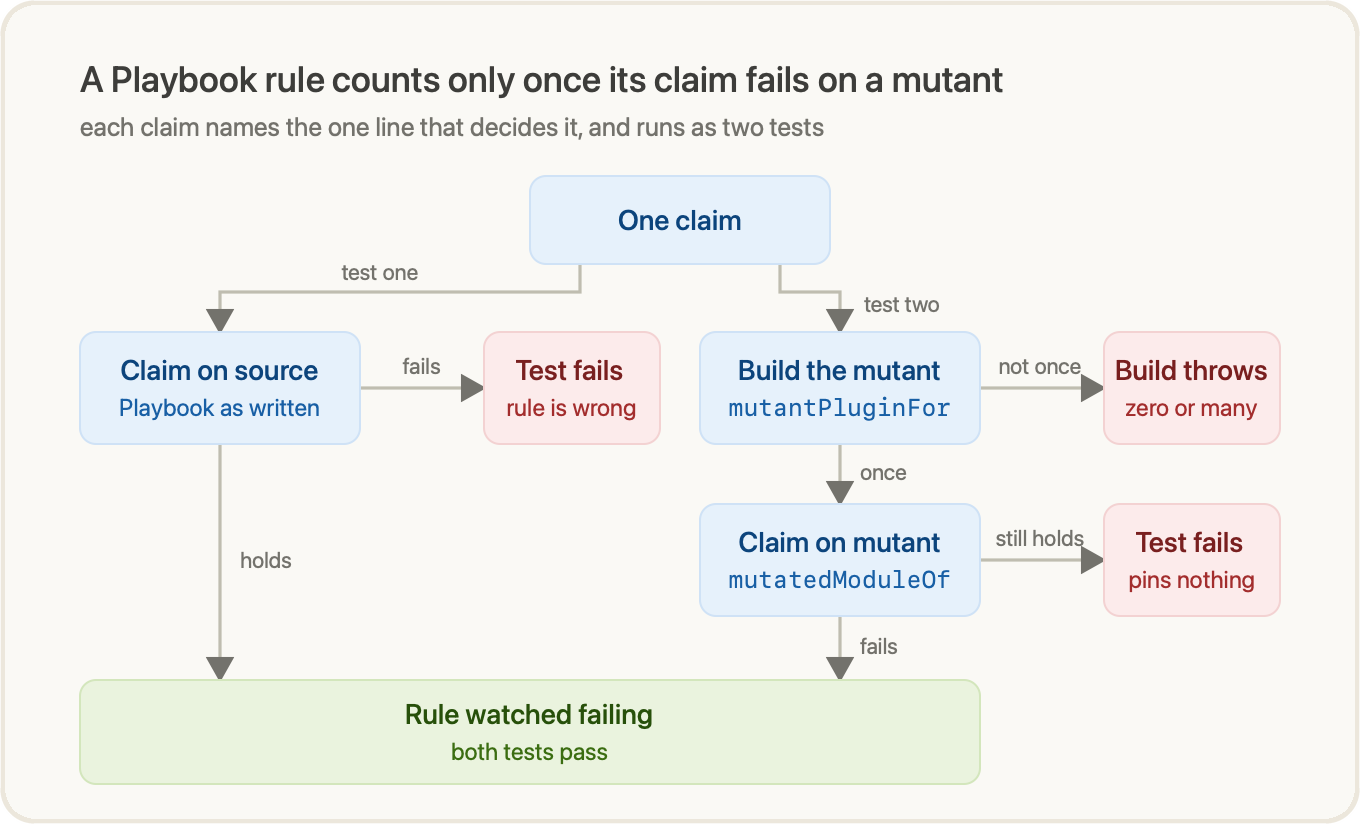 A Playbook rule counts only once its claim fails on a mutant
each claim names the one line that decides it, and runs as two tests
One claim
test one
test two
Claim on source
Playbook as written
fails
Test fails
rule is wrong
Build the mutant
mutantPluginFor
not once
Build throws
zero or many
once
Claim on mutant
mutatedModuleOf
still holds
Test fails
pins nothing
holds
fails
Rule watched failing
both tests pass